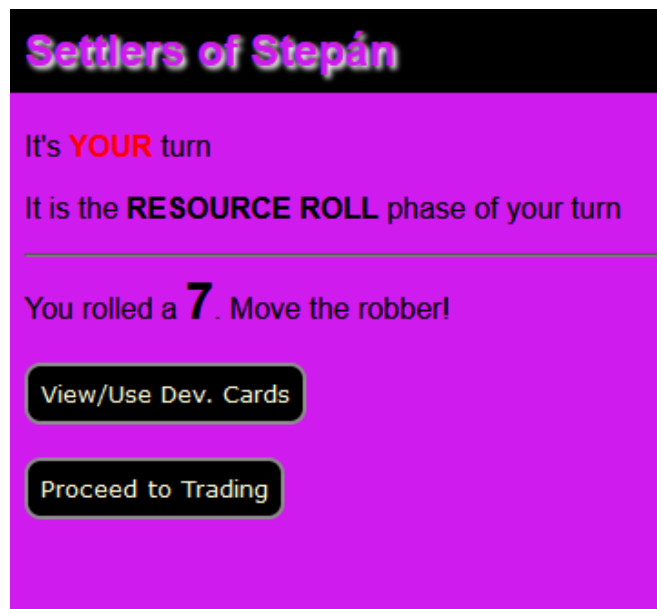 Settlers of Stepán
It's YOUR turn
It is the RESOURCE ROLL phase of your turn
You rolled a 7. Move the robber!
View/Use Dev. Cards
Proceed to Trading